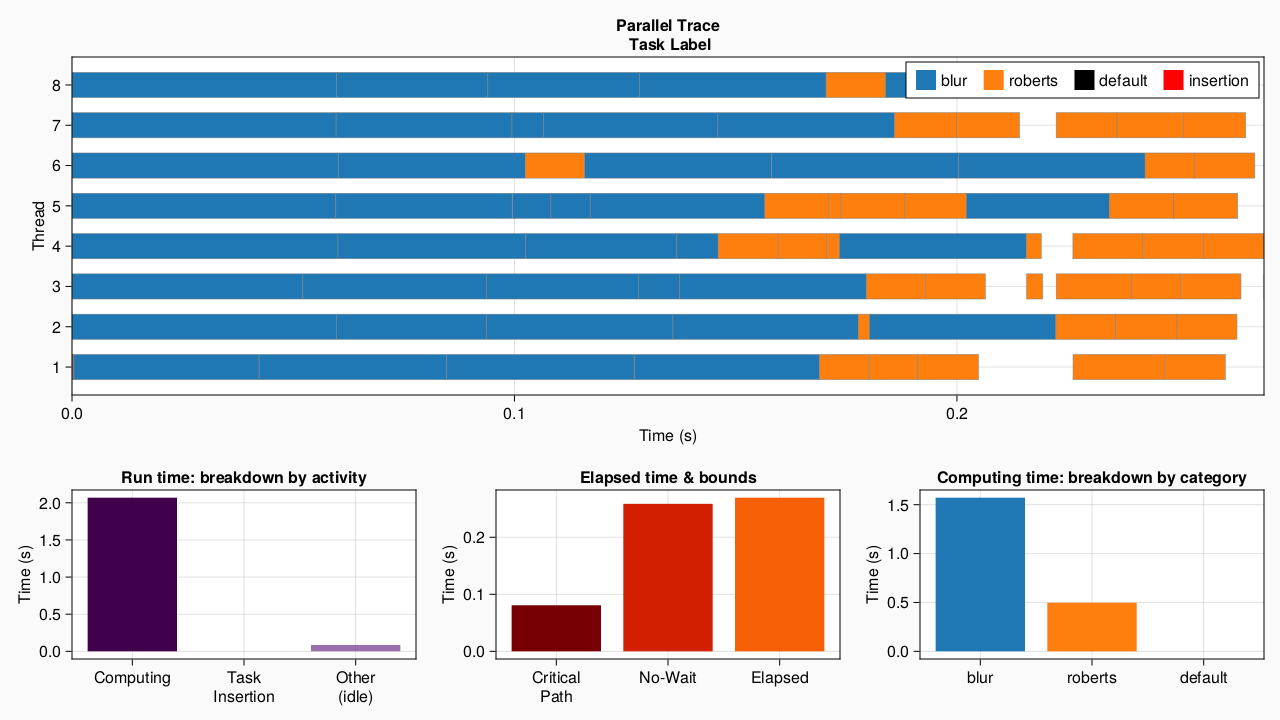 Parallel Trace
Task Label
blur roberts default insertion
Thread
8
7
6
5
4
3
2
1
0.0 0.1 0.2
Time (s)
Run time: breakdown by activity
Time (s)
2.0
1.5
1.0
0.5
0.0
Computing Task Insertion Other (idle)
Elapsed time & bounds
Time (s)
0.2
0.1
0.0
Critical Path No-Wait Elapsed
Computing time: breakdown by category
Time (s)
1.5
1.0
0.5
0.0
blur roberts default